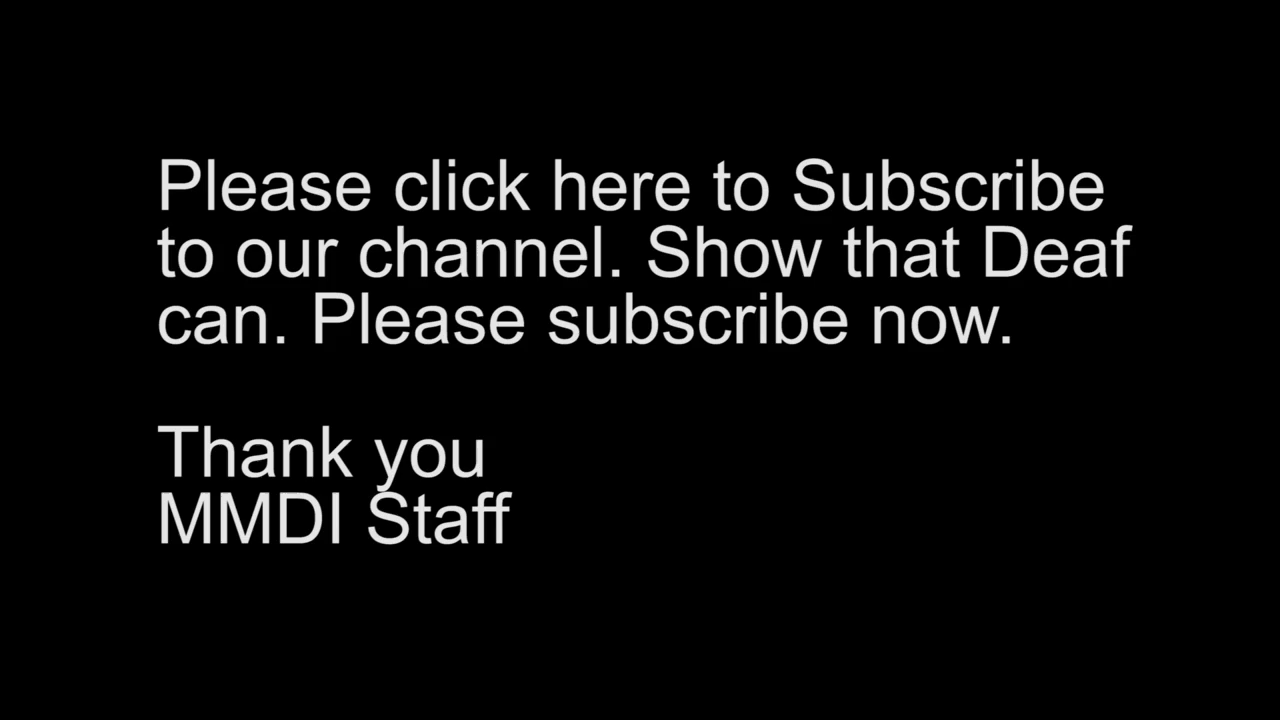 Please click here to Subscribe
to our channel. Show that Deaf
can. Please subscribe now.
Thank you
MMDI Staff